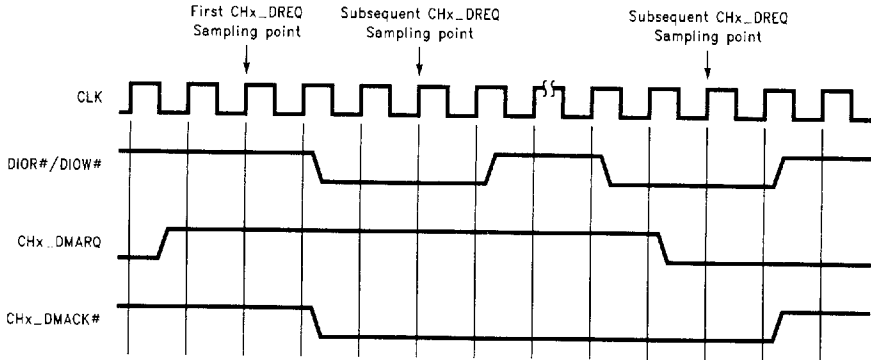 First CHx_DREQ
Sampling point
Subsequent CHx_DREQ
Sampling point
Subsequent CHx_DREQ
Sampling point
CLK
DIOR#/DIOW#
CHx_DMARQ
CHx_DMACK#